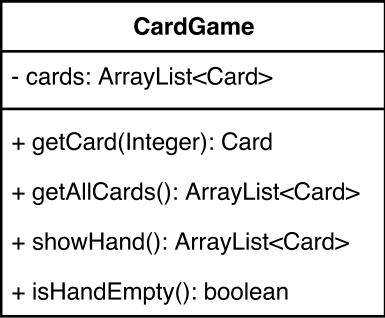 CardGame
- cards: ArrayList<Card>
+ getCard(Integer): Card
+ getAllCards(): ArrayList<Card>
+ showHand(): ArrayList<Card>
+ isHandEmpty(): boolean